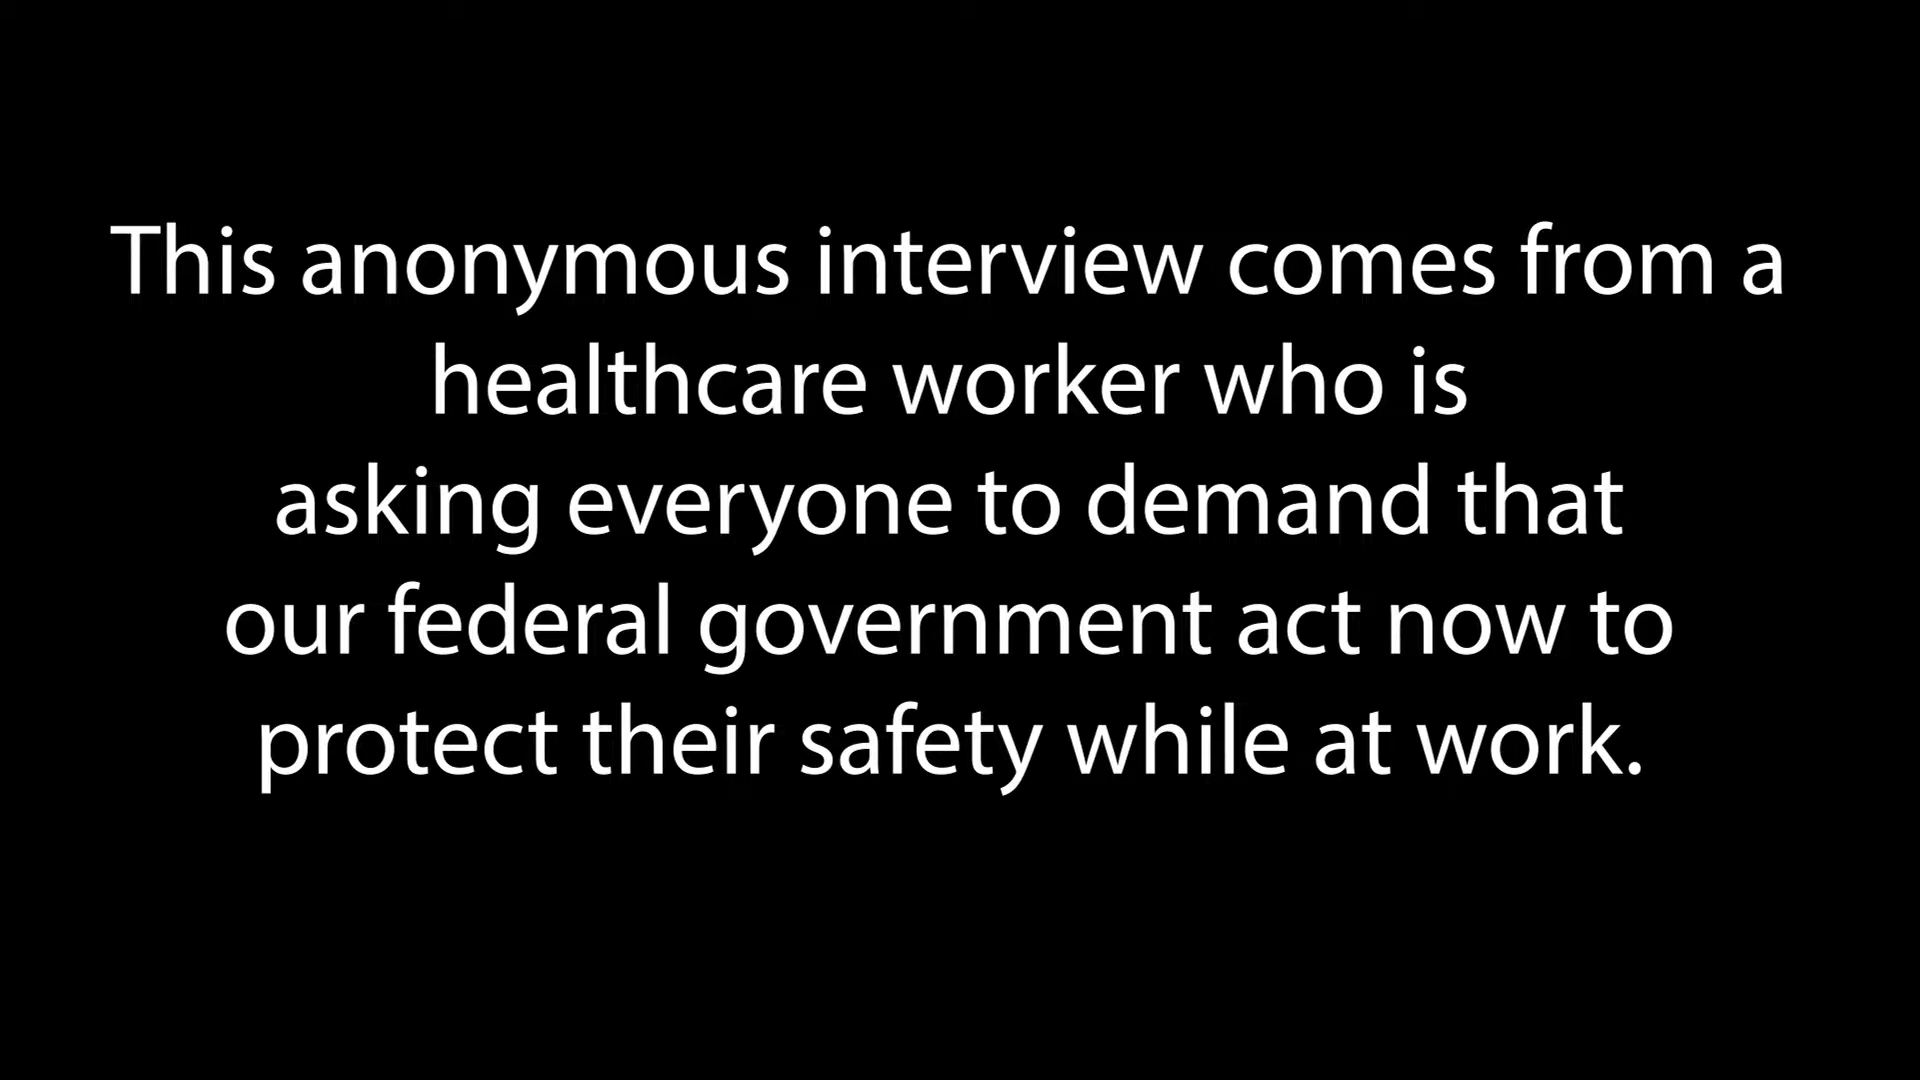 This anonymous interview comes from a
healthcare worker who is
asking everyone to demand that
our federal government act now to
protect their safety while at work.